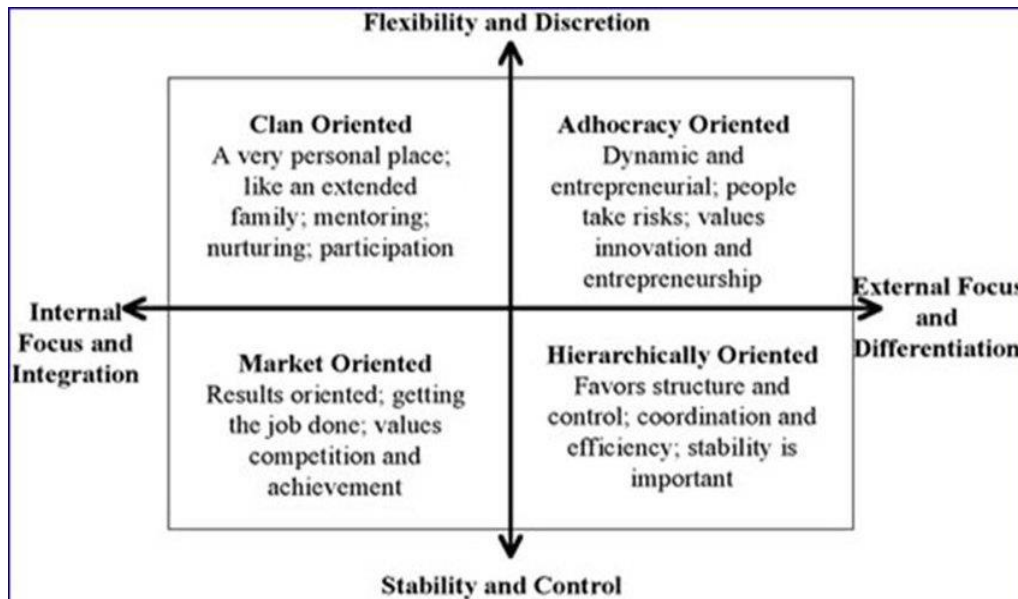 Flexibility and Discretion
Clan Oriented
A very personal place;
like an extended
family; mentoring;
nurturing; participation
Adhocracy Oriented
Dynamic and
entrepreneurial; people
take risks; values
innovation and
entrepreneurship
Internal
Focus and
Integration
External Focus
and
Differentiation
Market Oriented
Results oriented; getting
the job done; values
competition and
achievement
Hierarchically Oriented
Favors structure and
control; coordination and
efficiency; stability is
important
Stability and Control